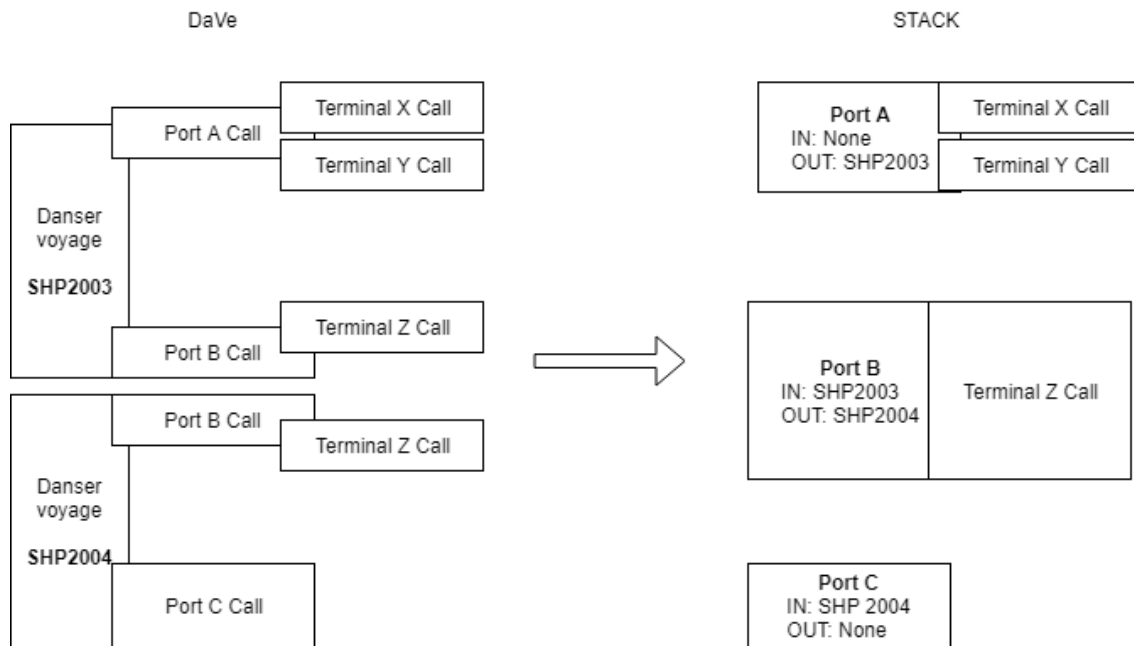 DaVe
STACK
Terminal X Call
Port A Call
Terminal Y Call
Danser
voyage
SHP2003
Terminal Z Call
Port B Call
Port B Call
Terminal Z Call
Danser
voyage
SHP2004
Port C Call
Port A
IN: None
OUT: SHP2003
Terminal X Call
Terminal Y Call
Port B
IN: SHP2003
OUT: SHP2004
Terminal Z Call
Port C
IN: SHP 2004
OUT: None